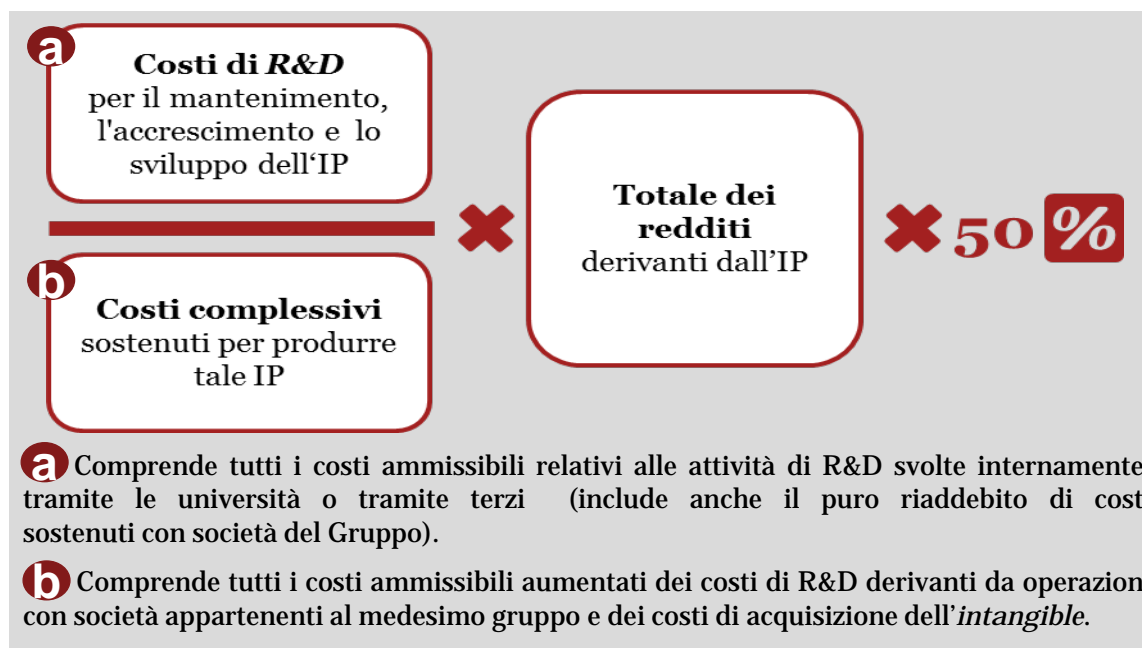 a
Costi di R&D
per il mantenimento,
l'accrescimento e lo
sviluppo dell‘IP
b
Costi complessivi
sostenuti per produrre
tale IP
Totale dei
redditi
derivanti dall’IP
✖ 50 %
a Comprende tutti i costi ammissibili relativi alle attività di R&D svolte internamente
tramite le università o tramite terzi (include anche il puro riaddebito di cost
sostenuti con società del Gruppo).
b Comprende tutti i costi ammissibili aumentati dei costi di R&D derivanti da operazion
con società appartenenti al medesimo gruppo e dei costi di acquisizione dell’intangible.